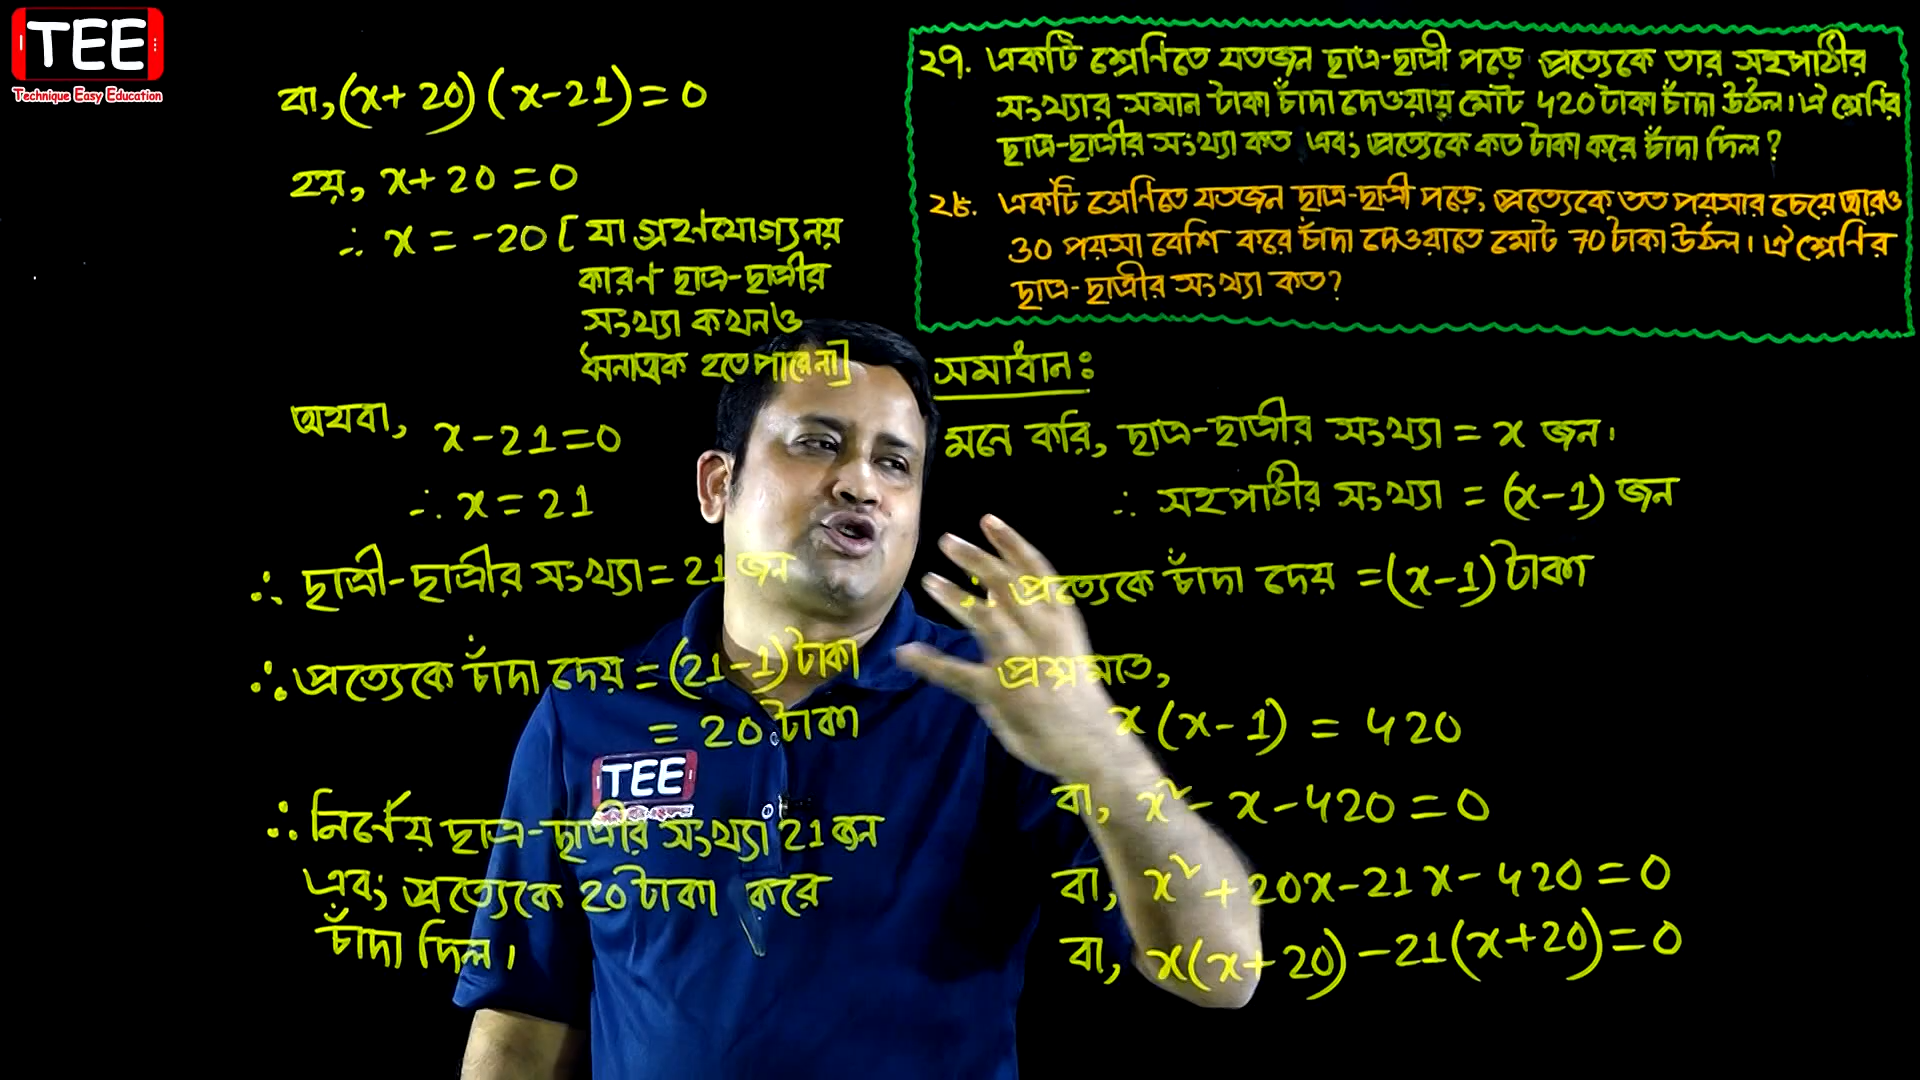 TEE
Technique Easy Education
২৭. একটি শ্রেণিতে যতজন ছাত্র-ছাত্রী পড়ে প্রত্যেকে তার সহপাঠীর
সংখ্যার সমান টাকা চাঁদা দেওয়ায় মোট 420 টাকা চাঁদা উঠল। ঐ শ্রেণির
ছাত্র-ছাত্রীর সংখ্যা কত এবং প্রত্যেকে কত টাকা করে চাঁদা দিল?
২৮. একটি শ্রেণিতে যতজন ছাত্র-ছাত্রী পড়ে, প্রত্যেকে তত পয়সার চেয়ে আরও
30 পয়সা বেশি করে চাঁদা দেওয়াতে মোট 70 টাকা উঠল। ঐ শ্রেণির
ছাত্র-ছাত্রীর সংখ্যা কত?
সমাধান:
মনে করি, ছাত্র-ছাত্রীর সংখ্যা = x জন।
∴ সহপাঠীর সংখ্যা = (x-1) জন
∴ প্রত্যেকে চাঁদা দেয় = (x-1) টাকা
প্রশ্নমতে,
x(x-1) = 420
বা, x² - x - 420 = 0
বা, x² + 20x - 21x - 420 = 0
বা, x(x+20) - 21(x+20) = 0
বা, (x+20)(x-21) = 0
হয়, x+20 = 0
∴ x = -20 [যা গ্রহণযোগ্য নয়
কারণ ছাত্র-ছাত্রীর
সংখ্যা কখনও
ঋনাত্বক হতে পারেনা]
অথবা, x-21=0
∴ x = 21
∴ ছাত্রী-ছাত্রীর সংখ্যা = 21 জন
∴ প্রত্যেকে চাঁদা দেয় = (21-1) টাকা
= 20 টাকা
TEE
∴ নির্ণেয় ছাত্র-ছাত্রীর সংখ্যা 21 জন
এবং প্রত্যেকে 20 টাকা করে
চাঁদা দিল।